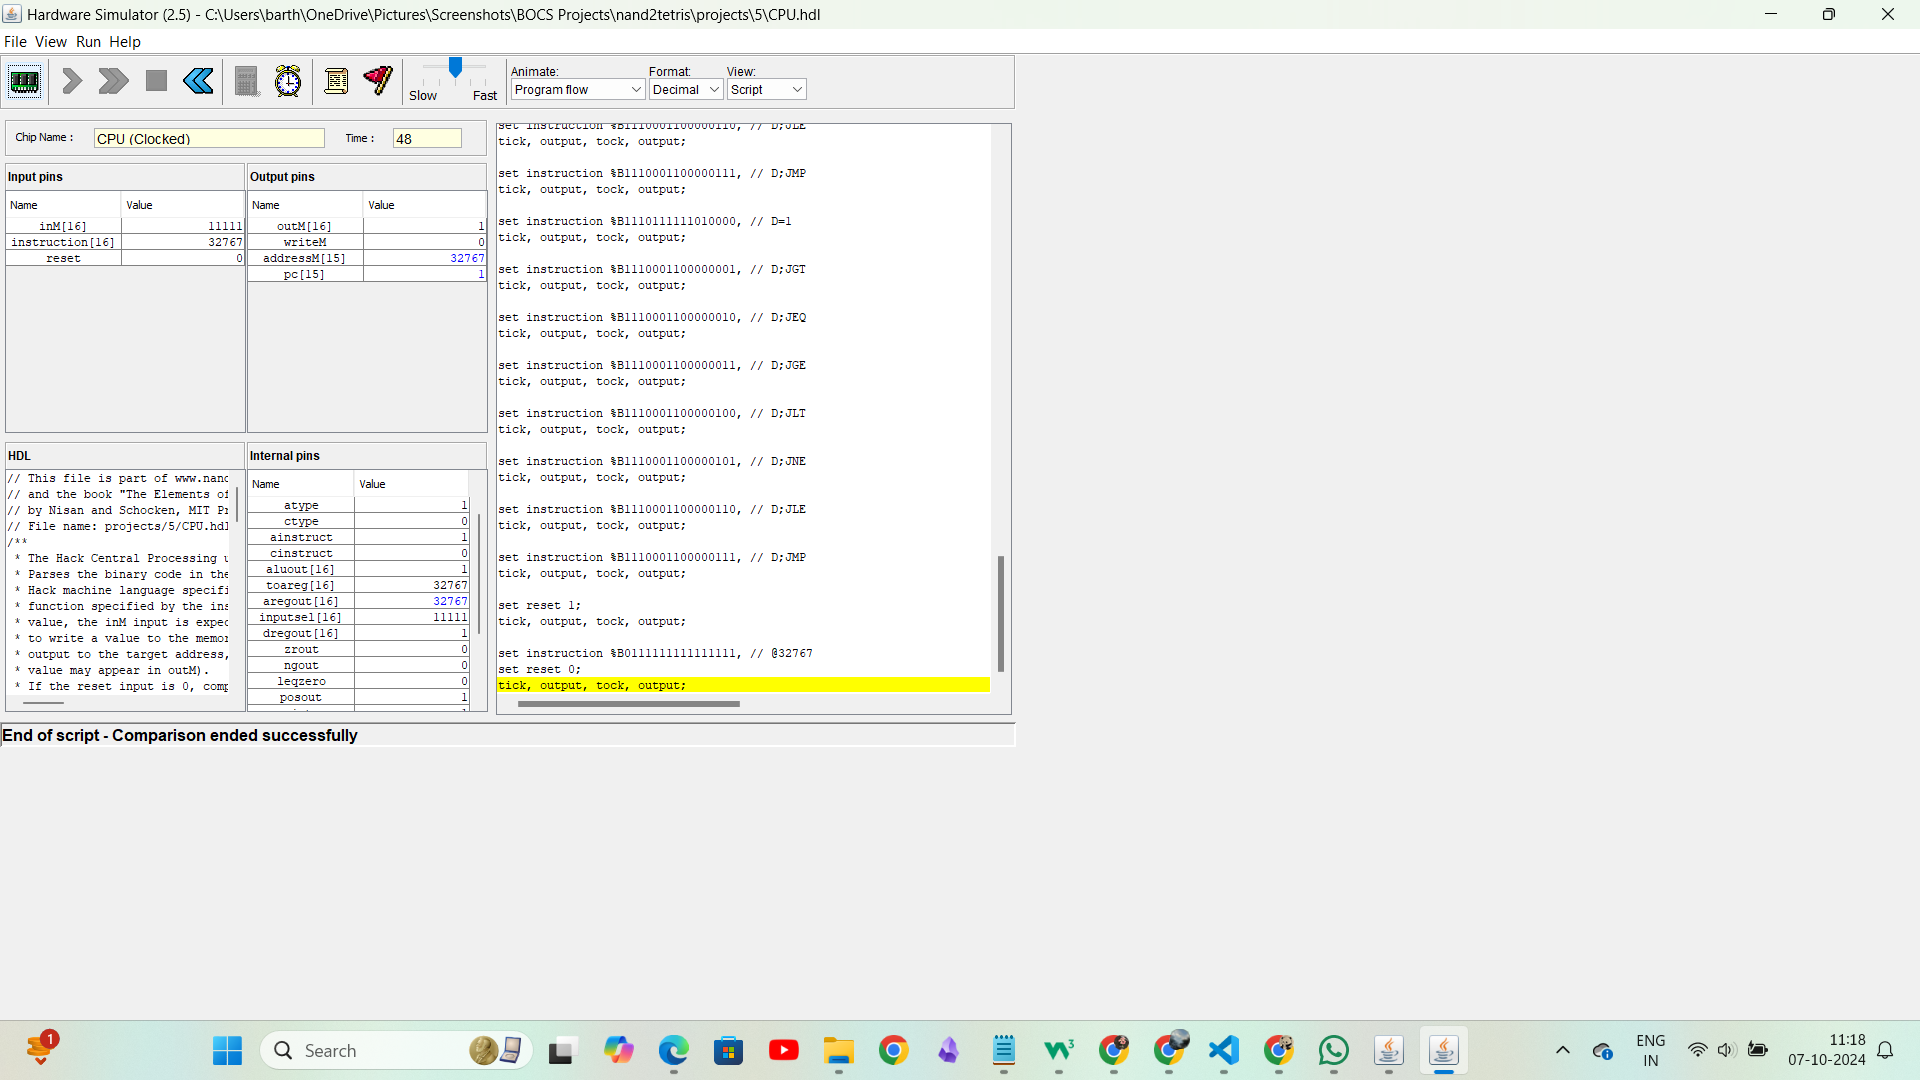 Hardware Simulator (2.5) - C:\Users\barth\OneDrive\Pictures\Screenshots\BOCS Projects\nand2tetris\projects\5\CPU.hdl
File View Run Help
Slow Fast
Animate: Format: View:
Program flow Decimal Script
Chip Name : CPU (Clocked) Time : 48
Input pins
Name Value
inM[16] 11111
instruction[16] 32767
reset 0
Output pins
Name Value
outM[16] 1
writeM 0
addressM[15] 32767
pc[15] 1
HDL
// This file is part of www.nand
// and the book "The Elements of
// by Nisan and Schocken, MIT Pr
// File name: projects/5/CPU.hdl
/**
* The Hack Central Processing u
* Parses the binary code in the
* Hack machine language specifi
* function specified by the ins
* value, the inM input is expec
* to write a value to the memor
* output to the target address,
* value may appear in outM).
* If the reset input is 0, comp
Internal pins
Name Value
atype 1
ctype 0
ainstruct 1
cinstruct 0
aluout[16] 1
toareg[16] 32767
aregout[16] 32767
inputsel[16] 11111
dregout[16] 1
zrout 0
ngout 0
leqzero 0
posout 1
set instruction %B1110001100000110, // D;JLE
tick, output, tock, output;
set instruction %B1110001100000111, // D;JMP
tick, output, tock, output;
set instruction %B1110111111010000, // D=1
tick, output, tock, output;
set instruction %B1110001100000001, // D;JGT
tick, output, tock, output;
set instruction %B1110001100000010, // D;JEQ
tick, output, tock, output;
set instruction %B1110001100000011, // D;JGE
tick, output, tock, output;
set instruction %B1110001100000100, // D;JLT
tick, output, tock, output;
set instruction %B1110001100000101, // D;JNE
tick, output, tock, output;
set instruction %B1110001100000110, // D;JLE
tick, output, tock, output;
set instruction %B1110001100000111, // D;JMP
tick, output, tock, output;
set reset 1;
tick, output, tock, output;
set instruction %B0111111111111111, // @32767
set reset 0;
tick, output, tock, output;
End of script - Comparison ended successfully
1
Search
ENG
IN
11:18
07-10-2024